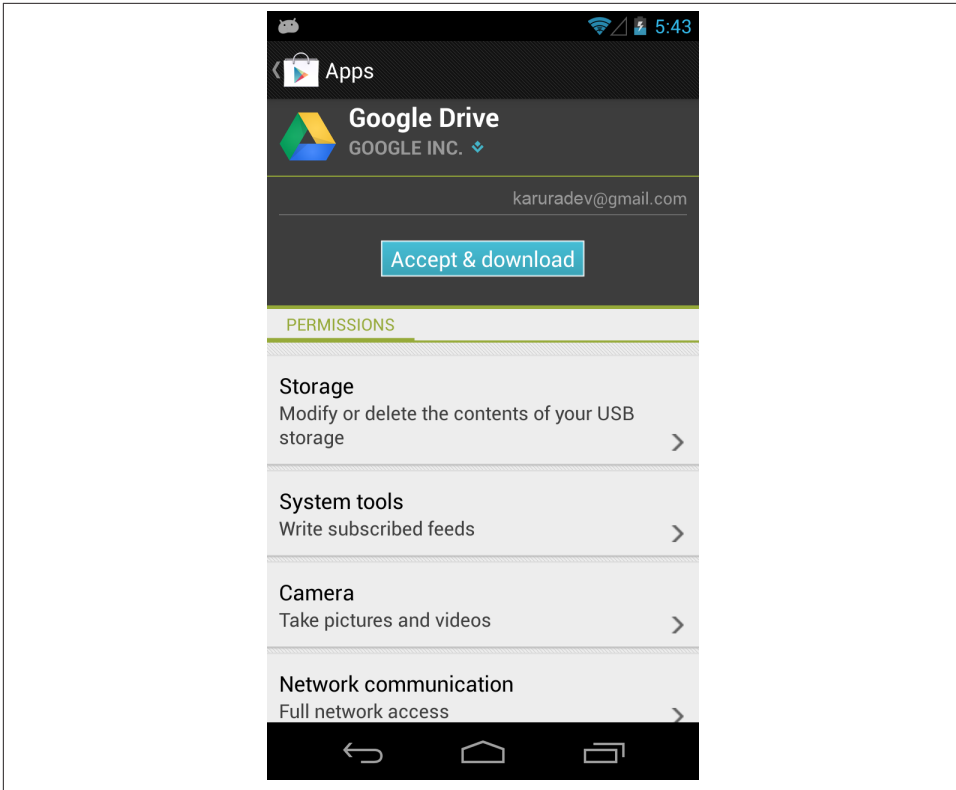 5:43
Apps
Google Drive
GOOGLE INC.
karuradev@gmail.com
Accept & download
PERMISSIONS
Storage
Modify or delete the contents of your USB
storage
System tools
Write subscribed feeds
Camera
Take pictures and videos
Network communication
Full network access